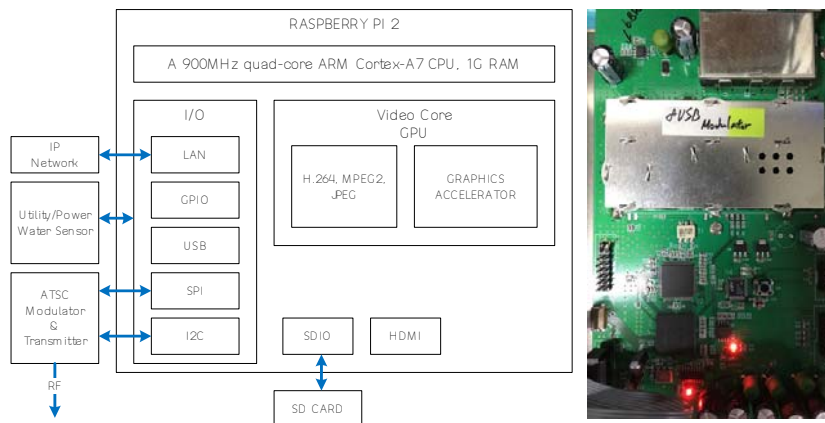 RASPBERRY PI 2
A 900MHz quad-core ARM Cortex-A7 CPU, 1G RAM
I/O
Video Core
GPU
IP
Network
LAN
H.264, MPEG2,
JPEG
GRAPHICS
ACCELERATOR
GPIO
Utility/Power
Water Sensor
USB
ATSC
Modulator
&
Transmitter
SPI
I2C
SDIO
HDMI
RF
SD CARD
8VSB
Modulator